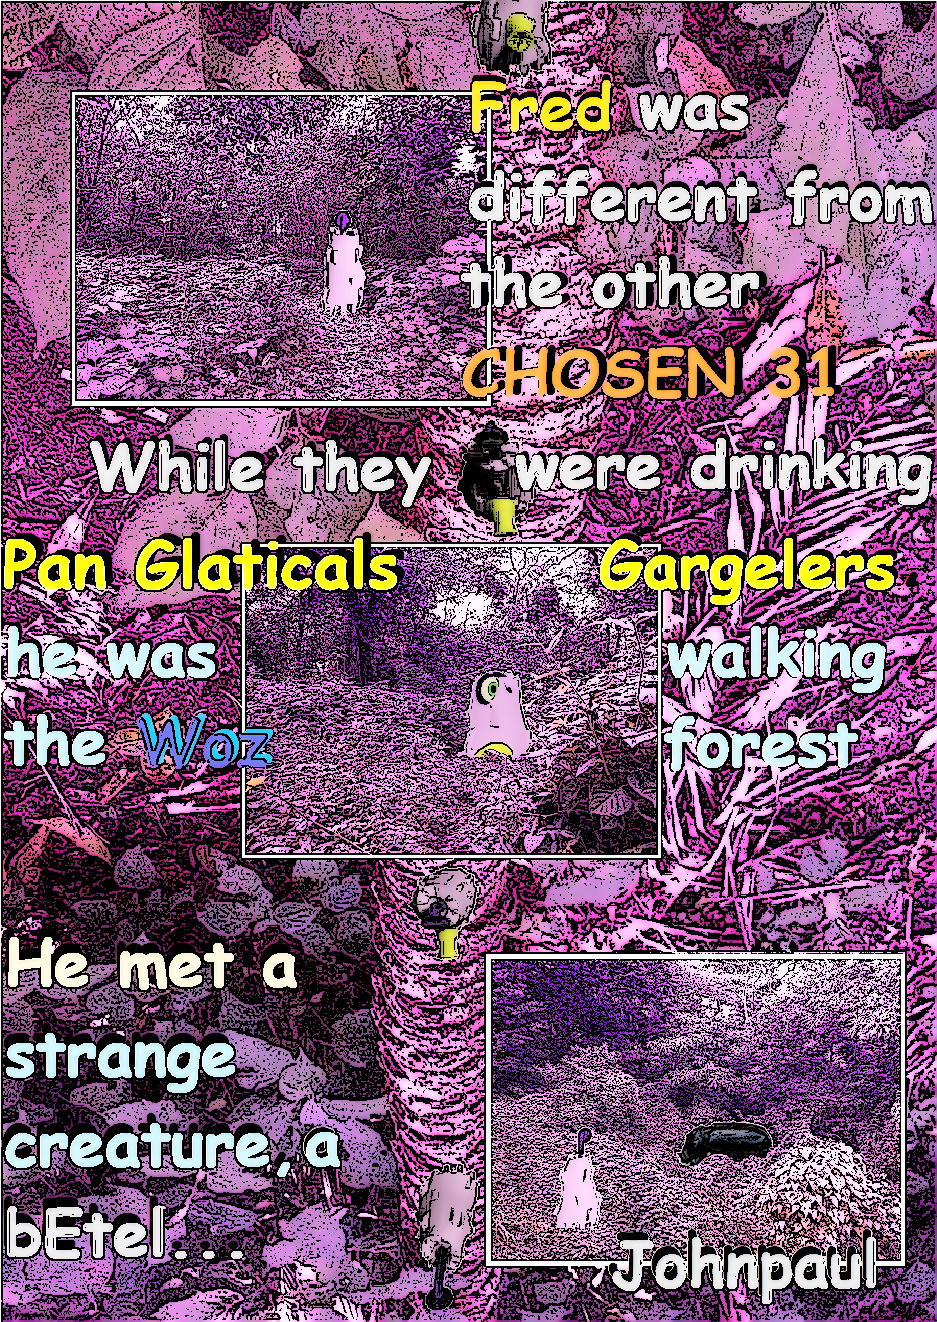 Fred was
different from
the other
CHOSEN 31
While they were drinking
Pan Glaticals Gargelers
he was walking
the Woz forest
He met a
strange
creature,a
bEtel...
Johnpaul